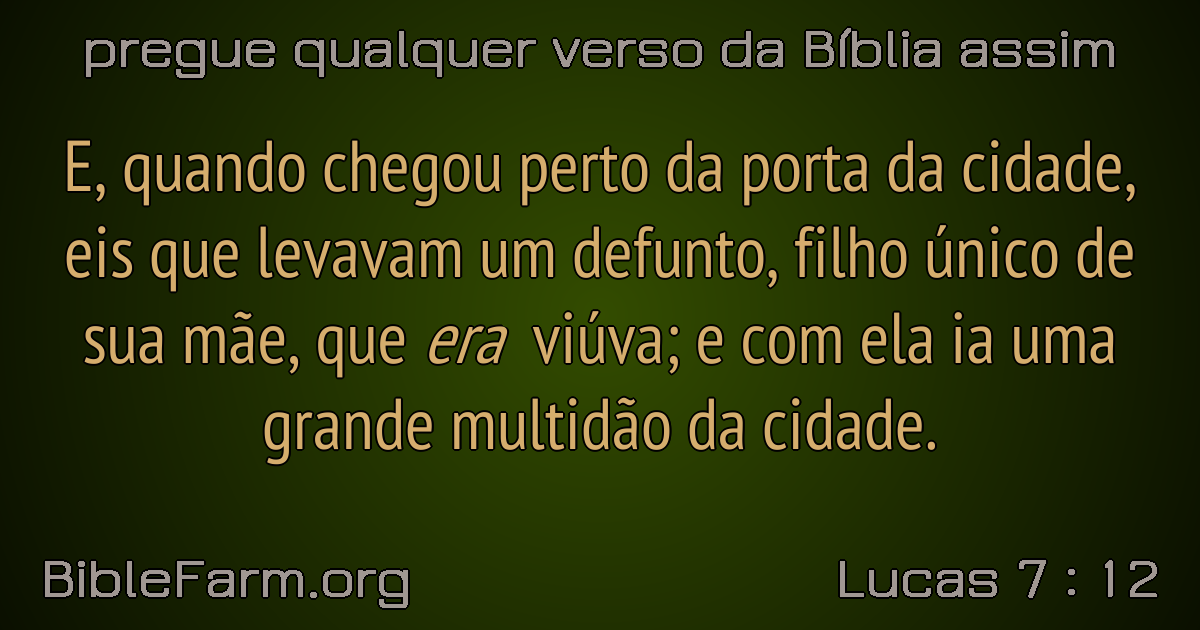 pregue qualquer verso da Bíblia assim
E, quando chegou perto da porta da cidade,
eis que levavam um defunto, filho único de
sua mãe, que era viúva; e com ela ia uma
grande multidão da cidade.
BibleFarm.org
Lucas 7 : 12